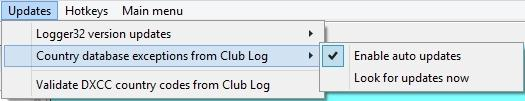 Updates Hotkeys Main menu
Logger32 version updates
Country database exceptions from Club Log
Enable auto updates
Look for updates now
Validate DXCC country codes from Club Log